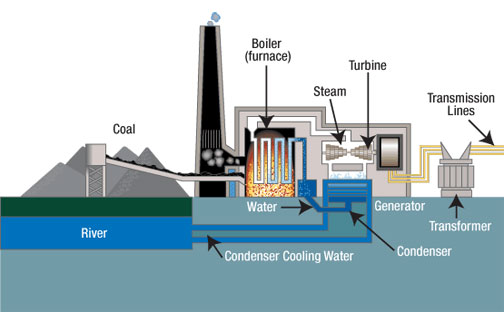 Boiler
(furnace)
Turbine
Steam
Transmission
Lines
Coal
Water
Generator
Transformer
River
Condenser Cooling Water
Condenser